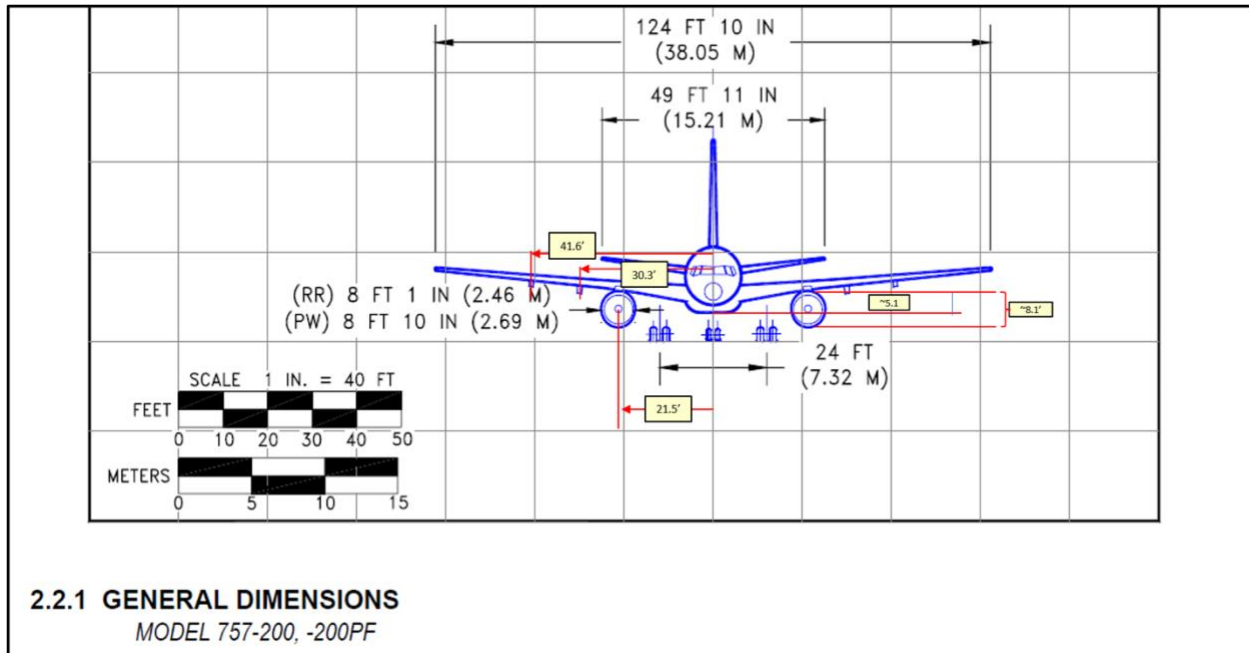 124 FT 10 IN
(38.05 M)
49 FT 11 IN
(15.21 M)
41.6'
30.3'
(RR) 8 FT 1 IN (2.46 M)
(PW) 8 FT 10 IN (2.69 M)
~5.1
~8.1'
24 FT
(7.32 M)
21.5'
SCALE 1 IN. = 40 FT
FEET
0 10 20 30 40 50
METERS
0 5 10 15
2.2.1 GENERAL DIMENSIONS
MODEL 757-200, -200PF